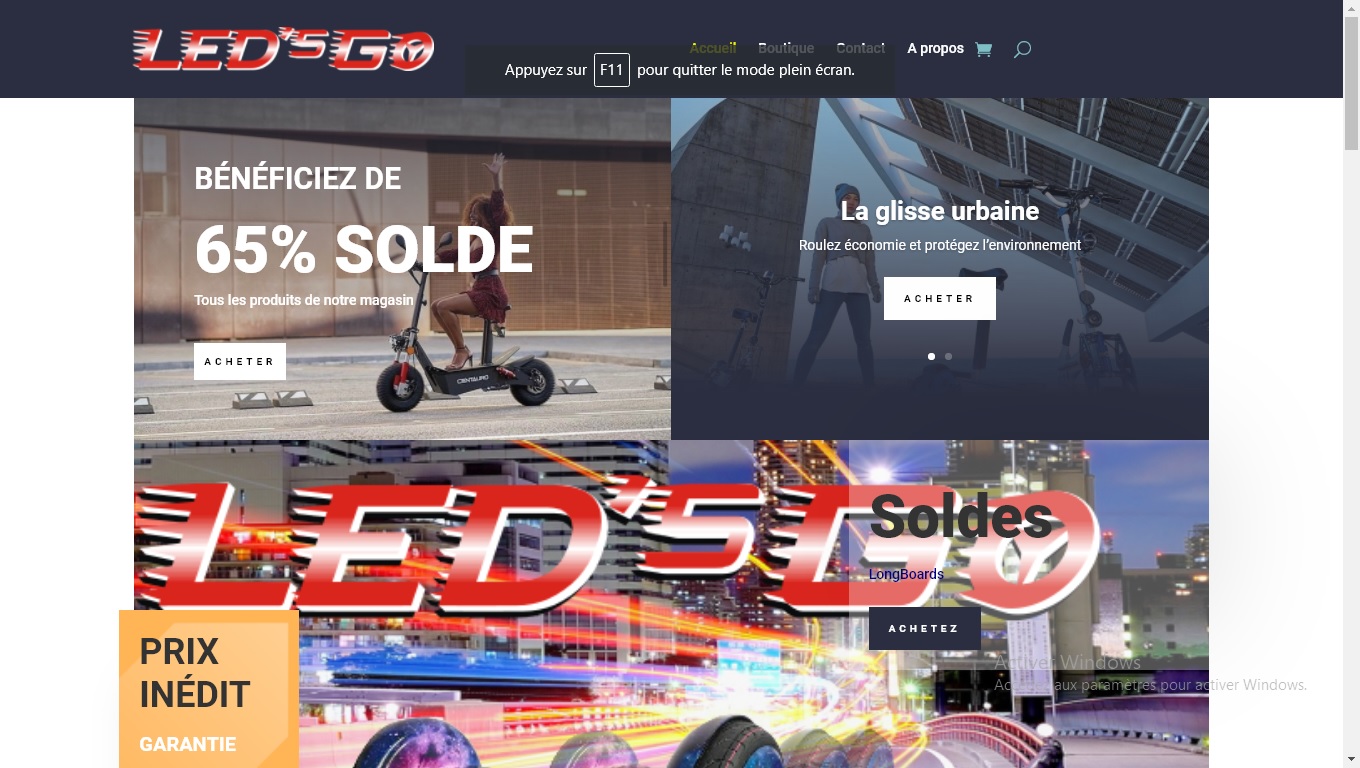 LED'S GO
Accueil Boutique Contact A propos
Appuyez sur F11 pour quitter le mode plein écran.
BÉNÉFICIEZ DE
65% SOLDE
Tous les produits de notre magasin
ACHETER
CENTAURO
La glisse urbaine
Roulez économie et protégez l'environnement
ACHETER
LED'S GO
Soldes
LongBoards
ACHETEZ
PRIX
INÉDIT
GARANTIE
Activer Windows
aux paramètres pour activer Windows.